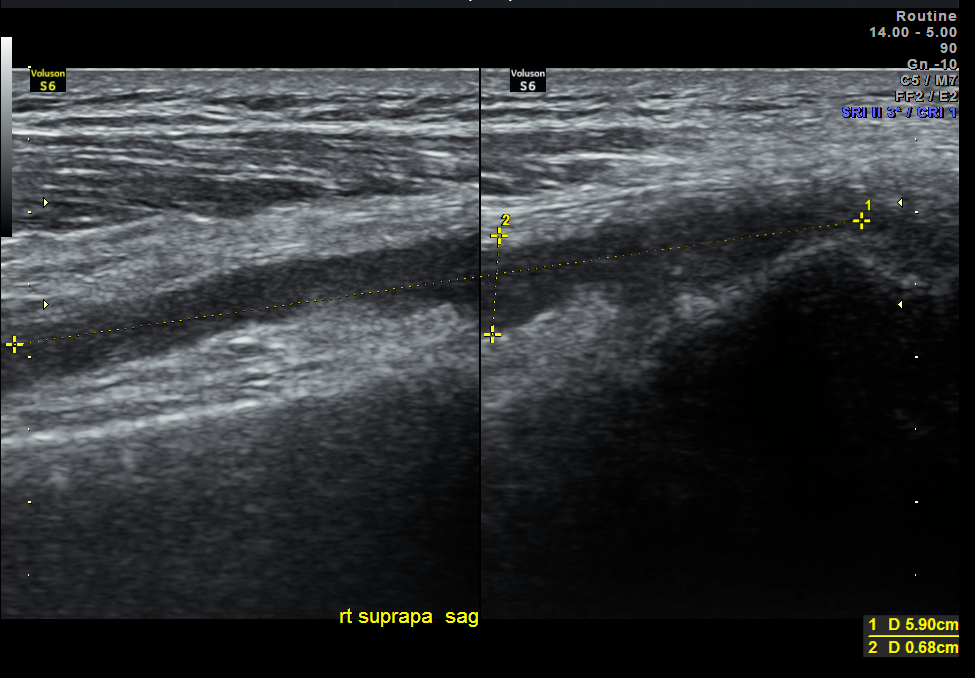 Routine
14.00 - 5.00
90
Gn -10
C5 / M7
FF2 / E2
SRI II 3* / CRI 1
Voluson
S6
Voluson
S6
1
2
rt suprapa sag
1 D 5.90cm
2 D 0.68cm